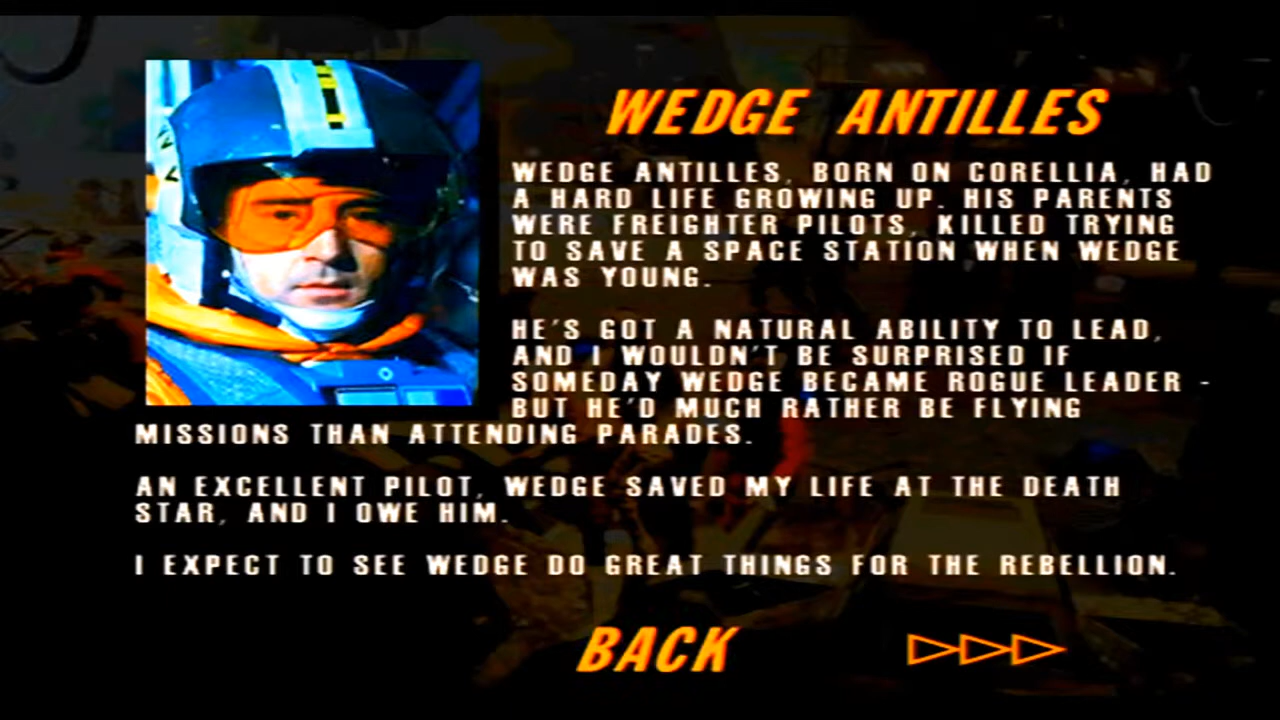 WEDGE ANTILLES
WEDGE ANTILLES, BORN ON CORELLIA, HAD
A HARD LIFE GROWING UP. HIS PARENTS
WERE FREIGHTER PILOTS, KILLED TRYING
TO SAVE A SPACE STATION WHEN WEDGE
WAS YOUNG.
HE'S GOT A NATURAL ABILITY TO LEAD,
AND I WOULDN'T BE SURPRISED IF
SOMEDAY WEDGE BECAME ROGUE LEADER -
BUT HE'D MUCH RATHER BE FLYING
MISSIONS THAN ATTENDING PARADES.
AN EXCELLENT PILOT, WEDGE SAVED MY LIFE AT THE DEATH
STAR, AND I OWE HIM.
I EXPECT TO SEE WEDGE DO GREAT THINGS FOR THE REBELLION.
BACK